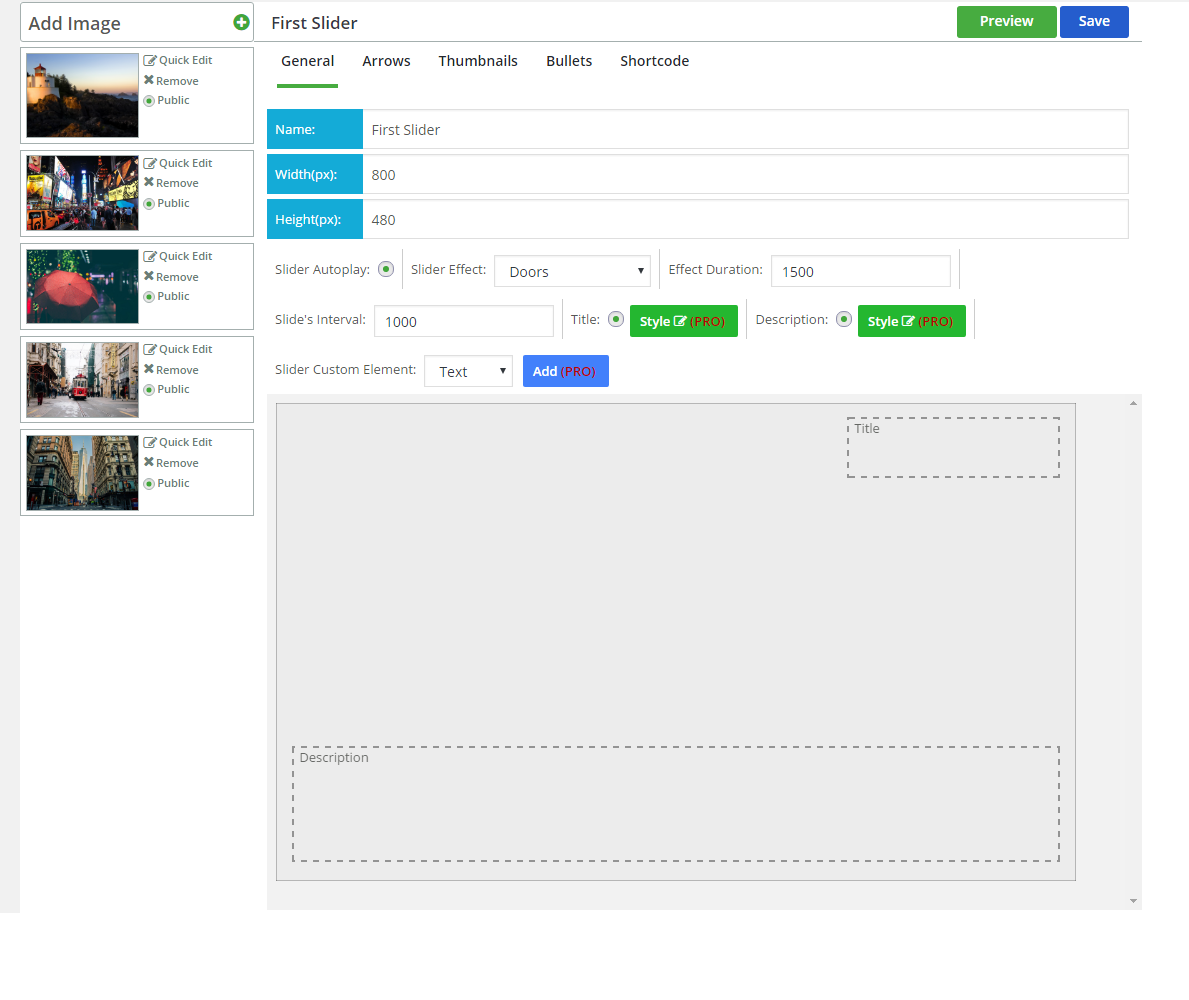 Add Image
Quick Edit
Remove
Public
Quick Edit
Remove
Public
Quick Edit
Remove
Public
Quick Edit
Remove
Public
Quick Edit
Remove
Public
First Slider
Preview
Save
General Arrows Thumbnails Bullets Shortcode
Name: First Slider
Width(px): 800
Height(px): 480
Slider Autoplay: Slider Effect: Doors Effect Duration: 1500
Slide's Interval: 1000 Title: Style (PRO) Description: Style (PRO)
Slider Custom Element: Text Add (PRO)
Title
Description